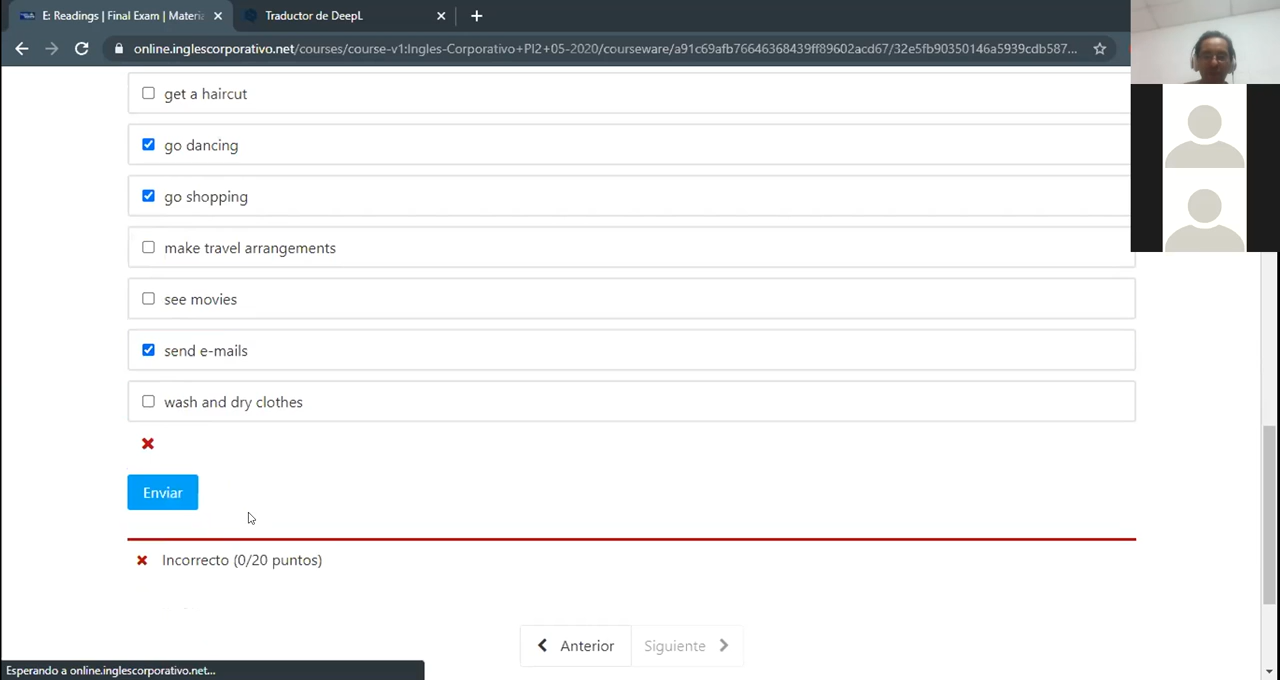 E: Readings | Final Exam | Materia
Traductor de DeepL
online.inglescorporativo.net/courses/course-v1:Ingles-Corporativo+PI2+05-2020/courseware/a91c69afb76646368439ff89602acd67/32e5fb90350146a5939cdb587...
get a haircut
go dancing
go shopping
make travel arrangements
see movies
send e-mails
wash and dry clothes
Enviar
Incorrecto (0/20 puntos)
Anterior
Siguiente
Esperando a online.inglescorporativo.net...